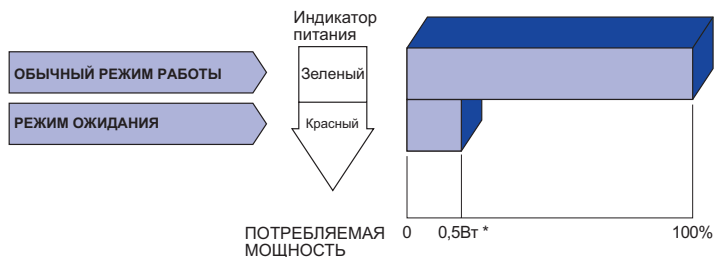 Индикатор
питания
ОБЫЧНЫЙ РЕЖИМ РАБОТЫ
Зеленый
РЕЖИМ ОЖИДАНИЯ
Красный
ПОТРЕБЛЯЕМАЯ
МОЩНОСТЬ
0
0,5Вт *
100%